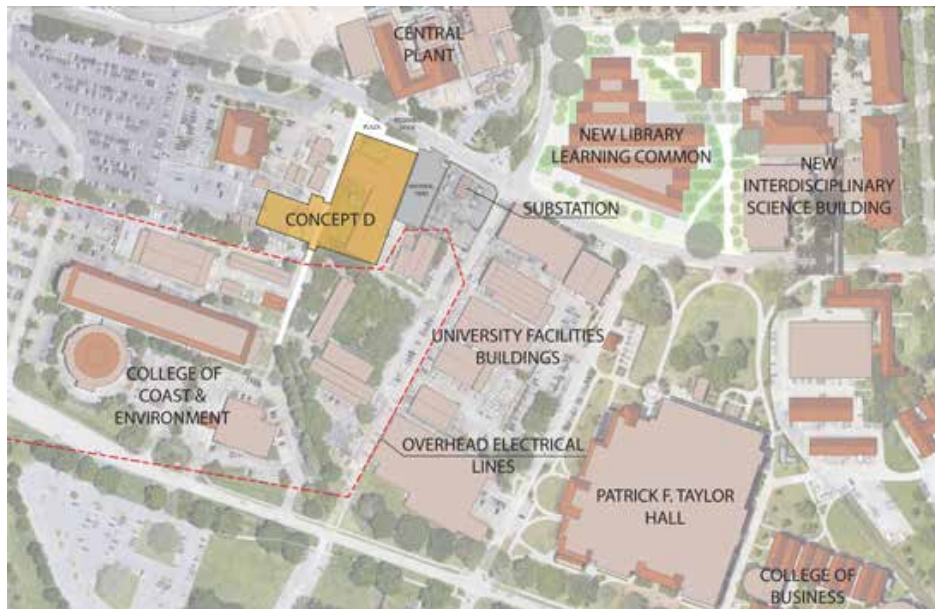 CENTRAL
PLANT
PLAZA
NEW LIBRARY
LEARNING COMMON
NEW
INTERDISCIPLINARY
SCIENCE BUILDING
SUBSTATION
CONCEPT D
UNIVERSITY FACILITIES
BUILDINGS
COLLEGE OF
COAST &
ENVIRONMENT
OVERHEAD ELECTRICAL
LINES
PATRICK F. TAYLOR
HALL
COLLEGE OF
BUSINESS